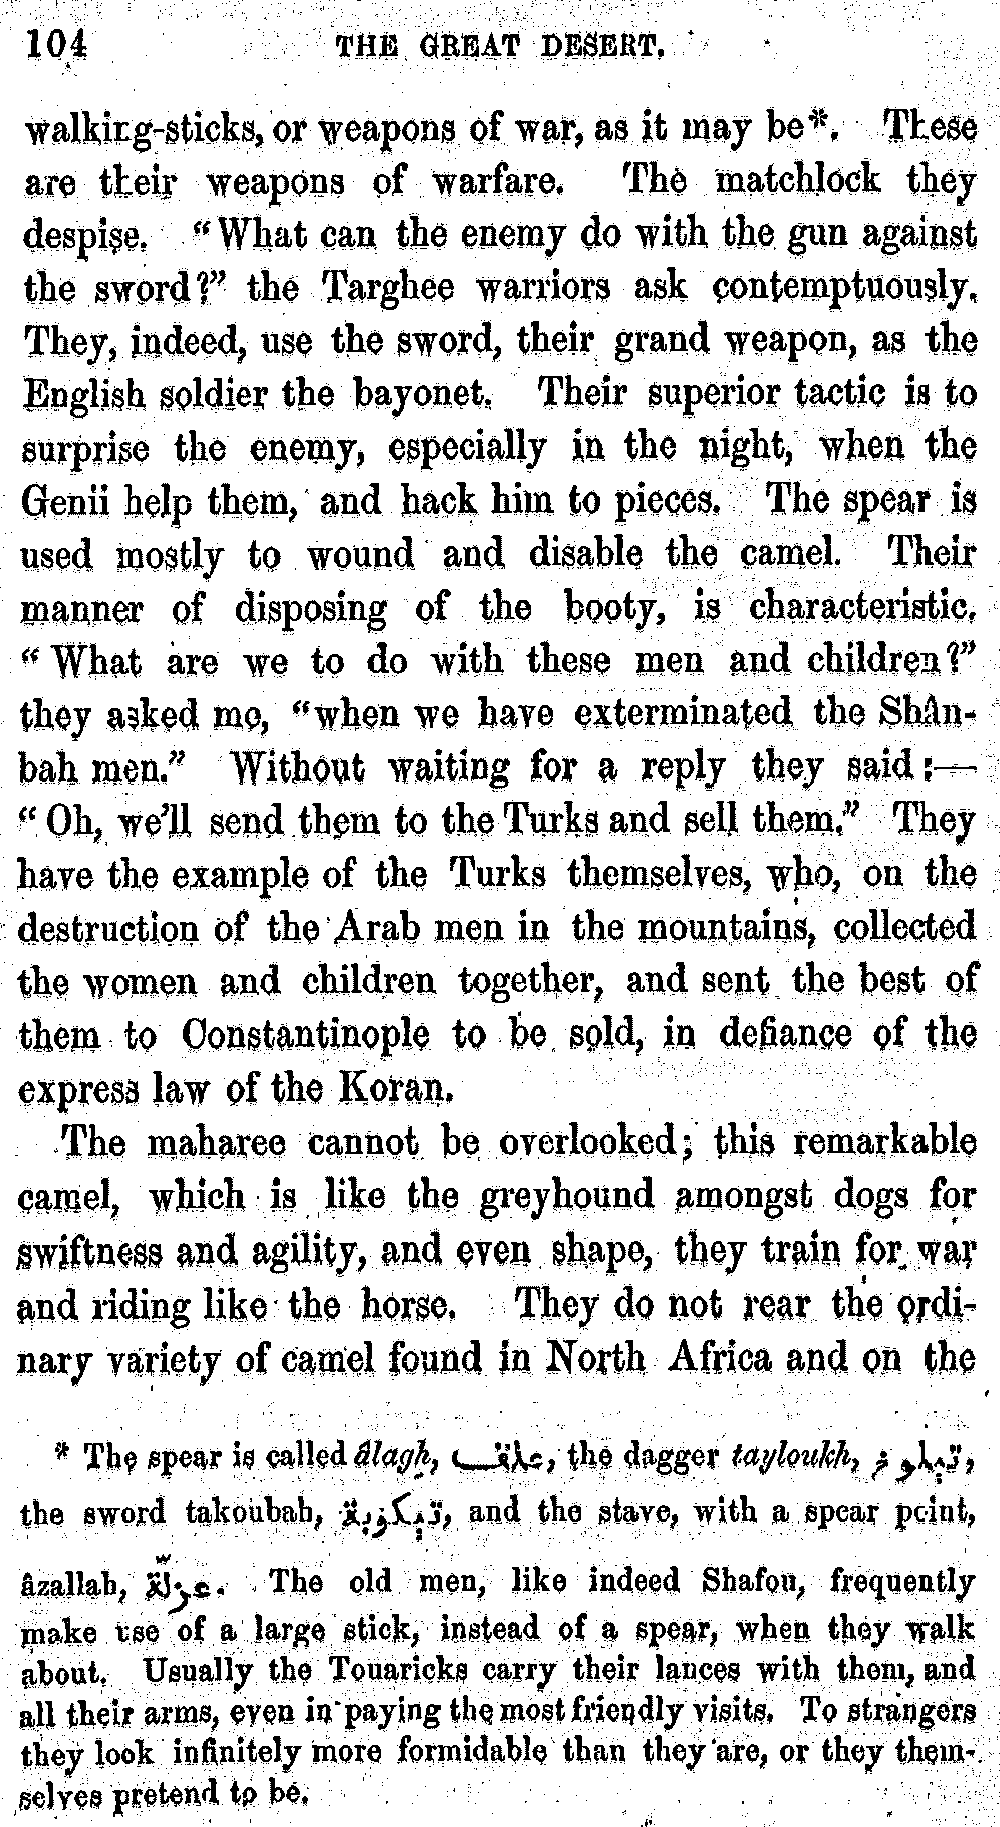 104 THE GREAT DESERT.
walking-sticks, or weapons of war, as it may be*. These
are their weapons of warfare. The matchlock they
despise. “What can the enemy do with the gun against
the sword?” the Targhee warriors ask contemptuously.
They, indeed, use the sword, their grand weapon, as the
English soldier the bayonet. Their superior tactic is to
surprise the enemy, especially in the night, when the
Genii help them, and hack him to pieces. The spear is
used mostly to wound and disable the camel. Their
manner of disposing of the booty, is characteristic.
“What are we to do with these men and children?”
they asked me, “when we have exterminated the Shân-
bah men.” Without waiting for a reply they said:—
“Oh, we’ll send them to the Turks and sell them.” They
have the example of the Turks themselves, who, on the
destruction of the Arab men in the mountains, collected
the women and children together, and sent the best of
them to Constantinople to be sold, in defiance of the
express law of the Koran.
The maharee cannot be overlooked; this remarkable
camel, which is like the greyhound amongst dogs for
swiftness and agility, and even shape, they train for war
and riding like the horse. They do not rear the ordi-
nary variety of camel found in North Africa and on the
* The spear is called âlagh, the dagger tayloukh,
the sword takoubah, and the stave, with a spear point,
âzallah, The old men, like indeed Shafou, frequently
make use of a large stick, instead of a spear, when they walk
about. Usually the Touaricks carry their lances with them, and
all their arms, even in paying the most friendly visits. To strangers
they look infinitely more formidable than they are, or they them-
selves pretend to be.